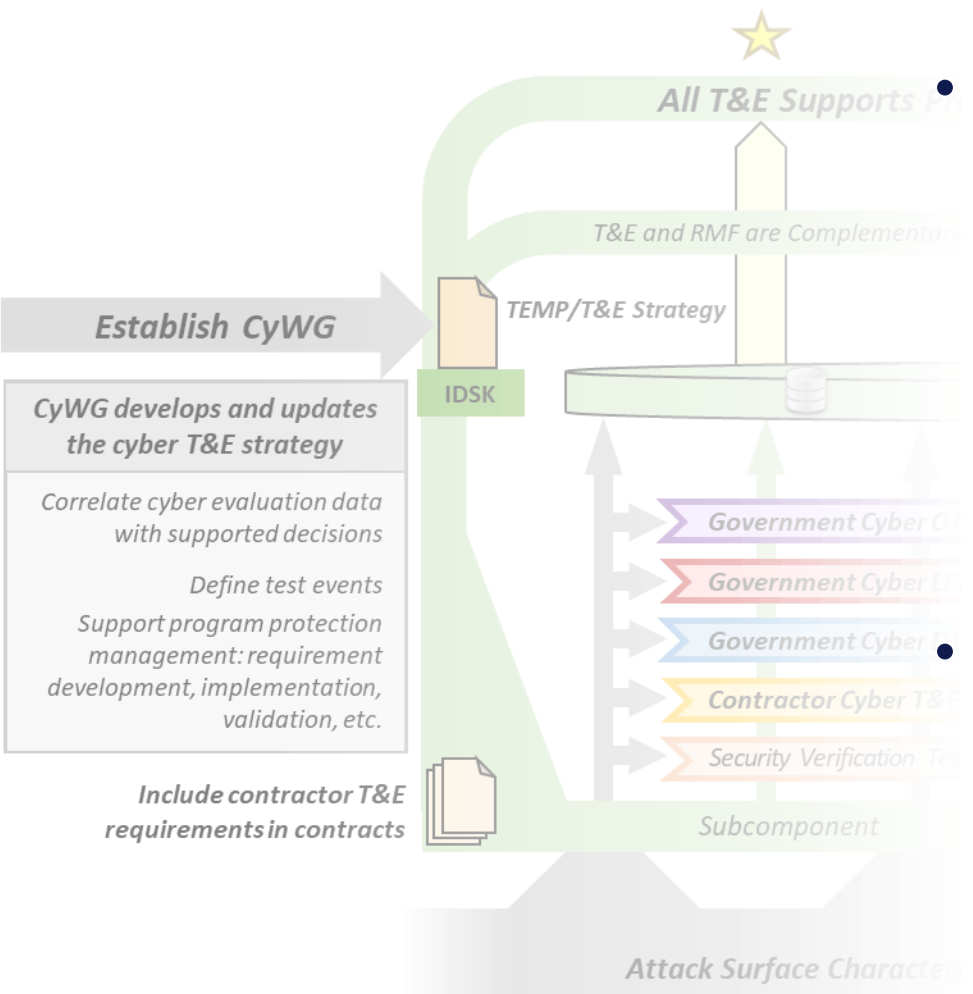 All T&E Supports
T&E and RMF are Complementary
Establish CyWG
TEMP/T&E Strategy
IDSK
CyWG develops and updates
the cyber T&E strategy
Correlate cyber evaluation data
with supported decisions
Define test events
Support program protection
management: requirement
development, implementation,
validation, etc.
Include contractor T&E
requirements in contracts
Government Cyber
Government Cyber
Government Cyber
Contractor Cyber T&E
Security Verification
Subcomponent
Attack Surface